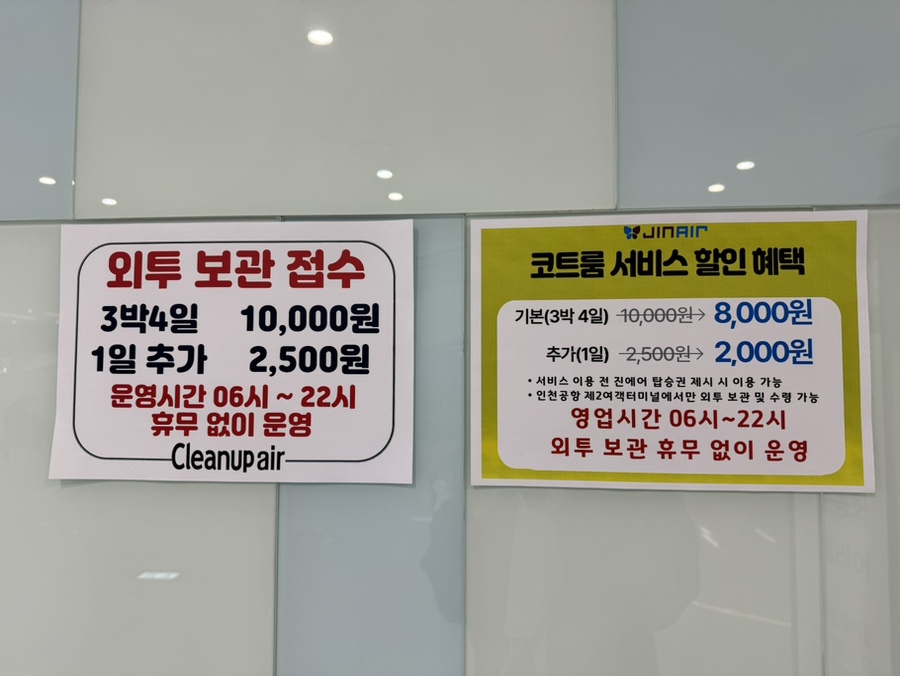 외투 보관 접수
3박4일 10,000원
1일 추가 2,500원
운영시간 06시 ~ 22시
휴무 없이 운영
Cleanup air
JINAIR
코트룸 서비스 할인 혜택
기본(3박 4일) 10,000원→ 8,000원
추가(1일) 2,500원→ 2,000원
• 서비스 이용 전 진에어 탑승권 제시 시 이용 가능
• 인천공항 제2여객터미널에서만 외투 보관 및 수령 가능
영업시간 06시~22시
외투 보관 휴무 없이 운영